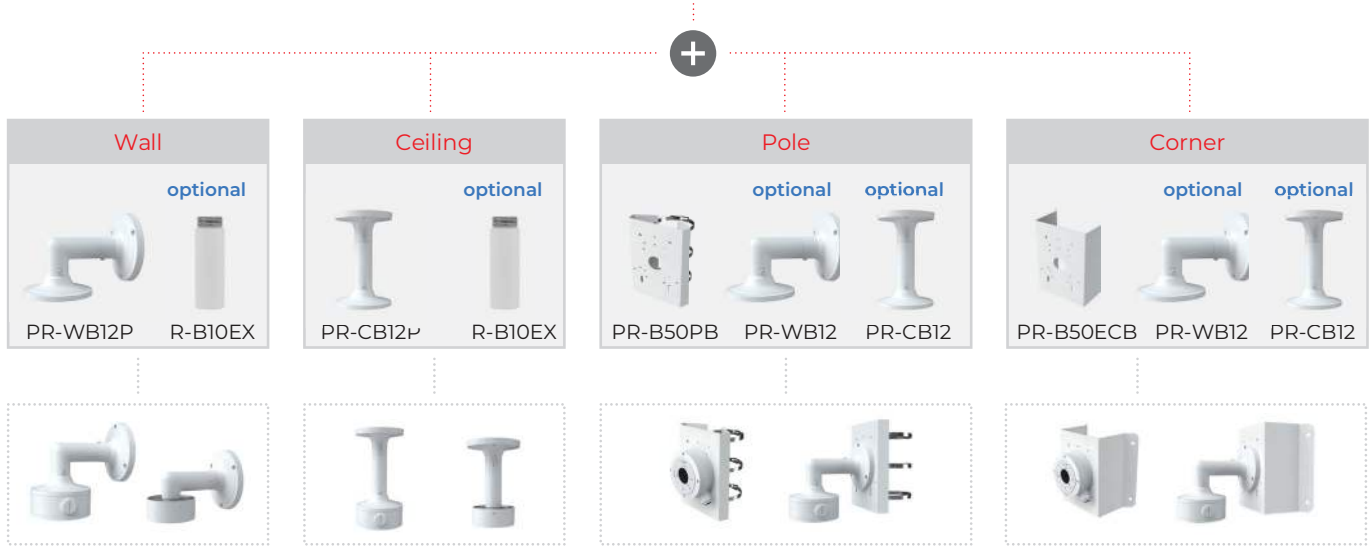 Wall
optional
PR-WB12P R-B10EX
Ceiling
optional
PR-CB12P R-B10EX
Pole
optional optional
PR-B50PB PR-WB12 PR-CB12
Corner
optional optional
PR-B50ECB PR-WB12 PR-CB12